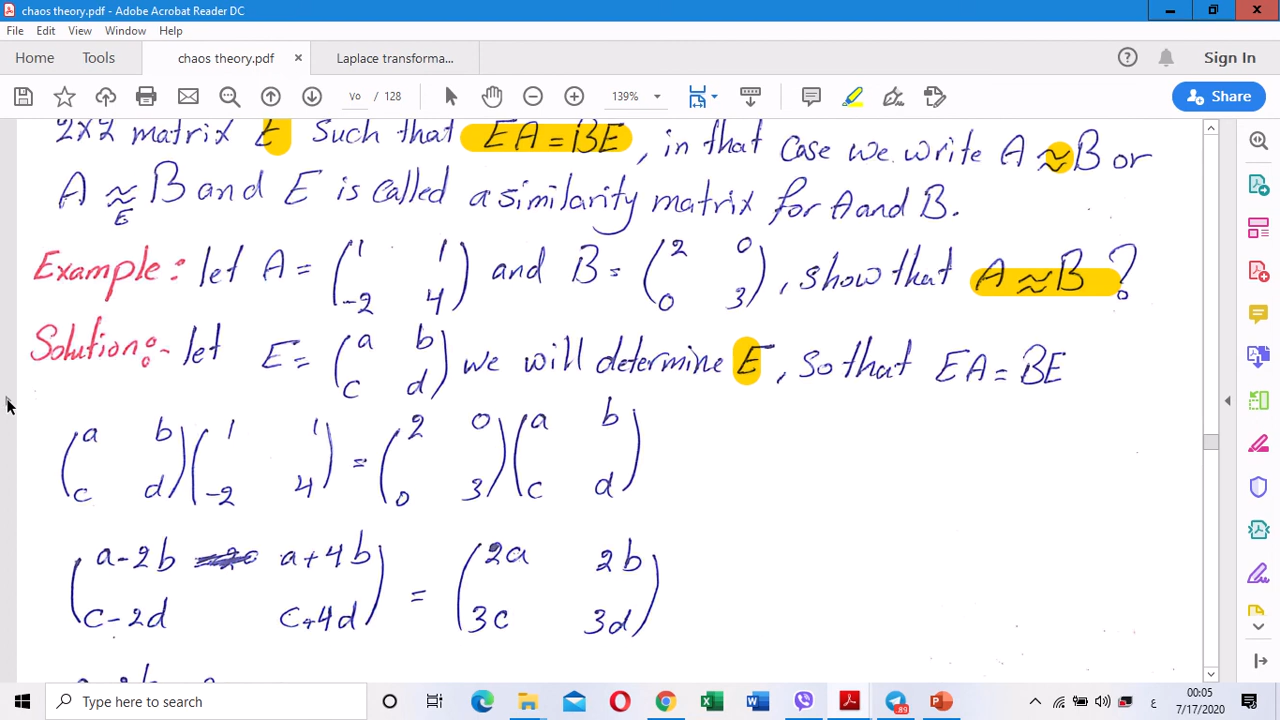 chaos theory.pdf - Adobe Acrobat Reader DC
File Edit View Window Help
Home Tools chaos theory.pdf × Laplace transforma... ? Sign In
/ 128 139% Share
2x2 matrix E Such that EA = BE, in that Case we write A ≈ B or
A ≈ B and E is called a similarity matrix for A and B.
E
Example: let A = (1 1 and B = (2 0, show that A ≈ B ?
-2 4) 0 3)
Solution:- let E = (a b we will determine E, So that EA = BE
c d)
(a b (1 1 = (2 0 (a b
c d) -2 4) 0 3) c d)
(a-2b a+4b = (2a 2b
c-2d c+4d) 3c 3d)
Type here to search
89
ع 00:05
7/17/2020